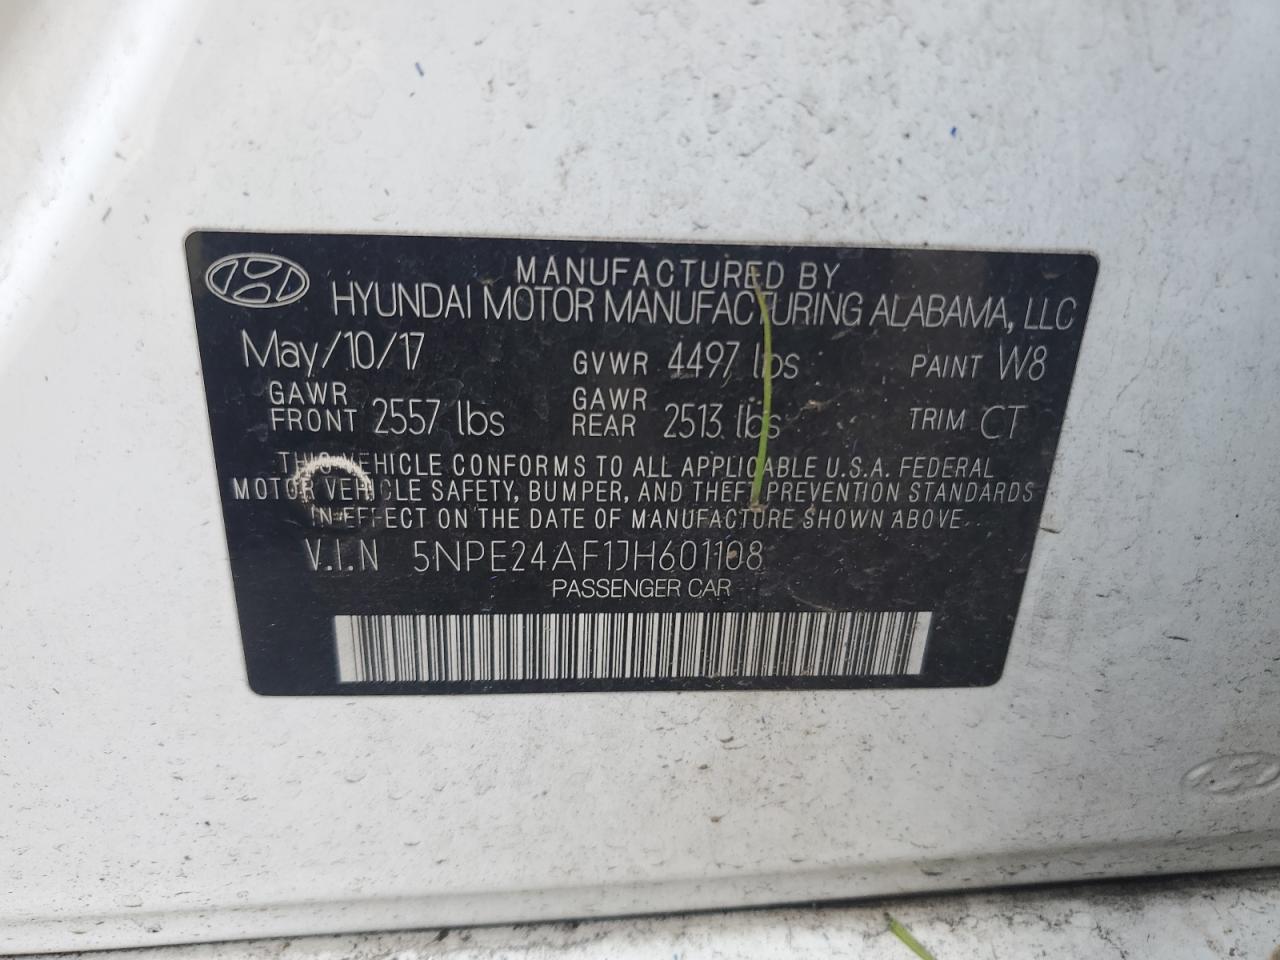 MANUFACTURED BY
HYUNDAI MOTOR MANUFACTURING ALABAMA, LLC
May/10/17 GVWR 4497 lbs PAINT W8
GAWR FRONT 2557 lbs GAWR REAR 2513 lbs TRIM CT
THIS VEHICLE CONFORMS TO ALL APPLICABLE U.S.A. FEDERAL
MOTOR VEHICLE SAFETY, BUMPER, AND THEFT PREVENTION STANDARDS
IN EFFECT ON THE DATE OF MANUFACTURE SHOWN ABOVE.
V.I.N 5NPE24AF1JH601108
PASSENGER CAR